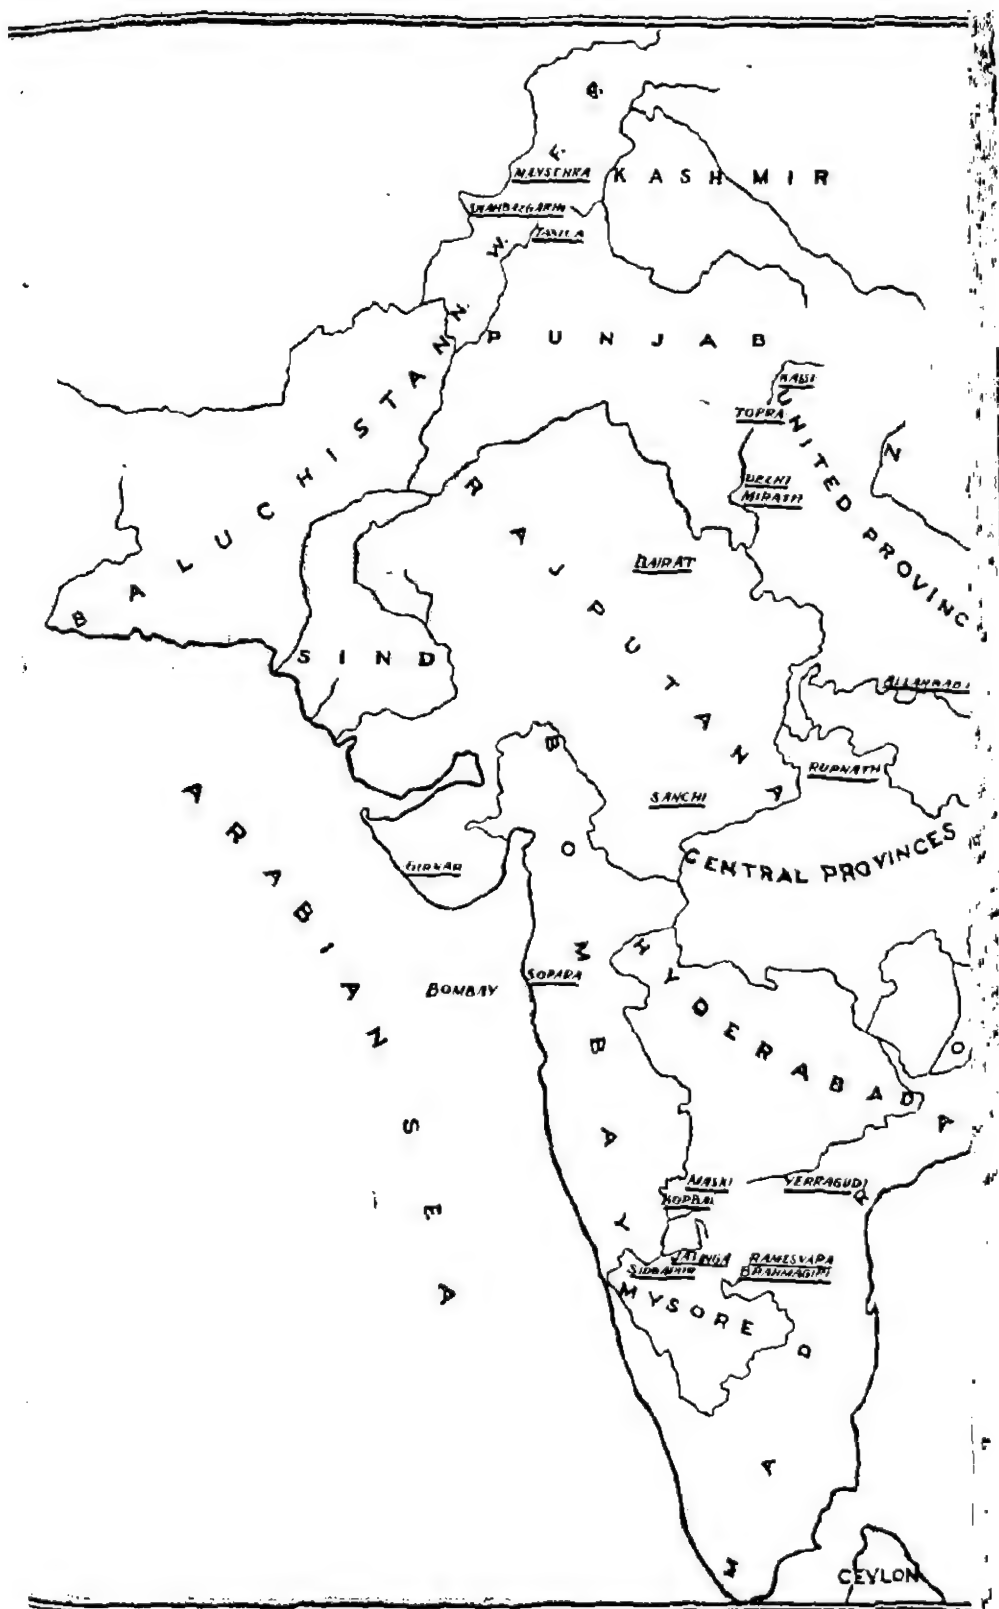 N. W. F.
MANSEHRA
KASHMIR
SHAHBAZGARHI
TAXILA
PUNJAB
BALUCHISTAN
KALSI
TOPRA
UNITED PROVINC
N
DELHI
MIRATH
RAJPUTANA
BAIRAT
SIND
ALLAHABAD
RUPNATH
SANCHI
CENTRAL PROVINCES
GIRNAR
ARABIAN SEA
BOMBAY
SOPARA
BOMBAY
HYDERABAD
O
MASKI
YERRAGUDI
KOPBAL
JATINGA
RAMESVARA
SIDDAPUR
BRAHMAGIRI
MYSORE
MADRA
CEYLON